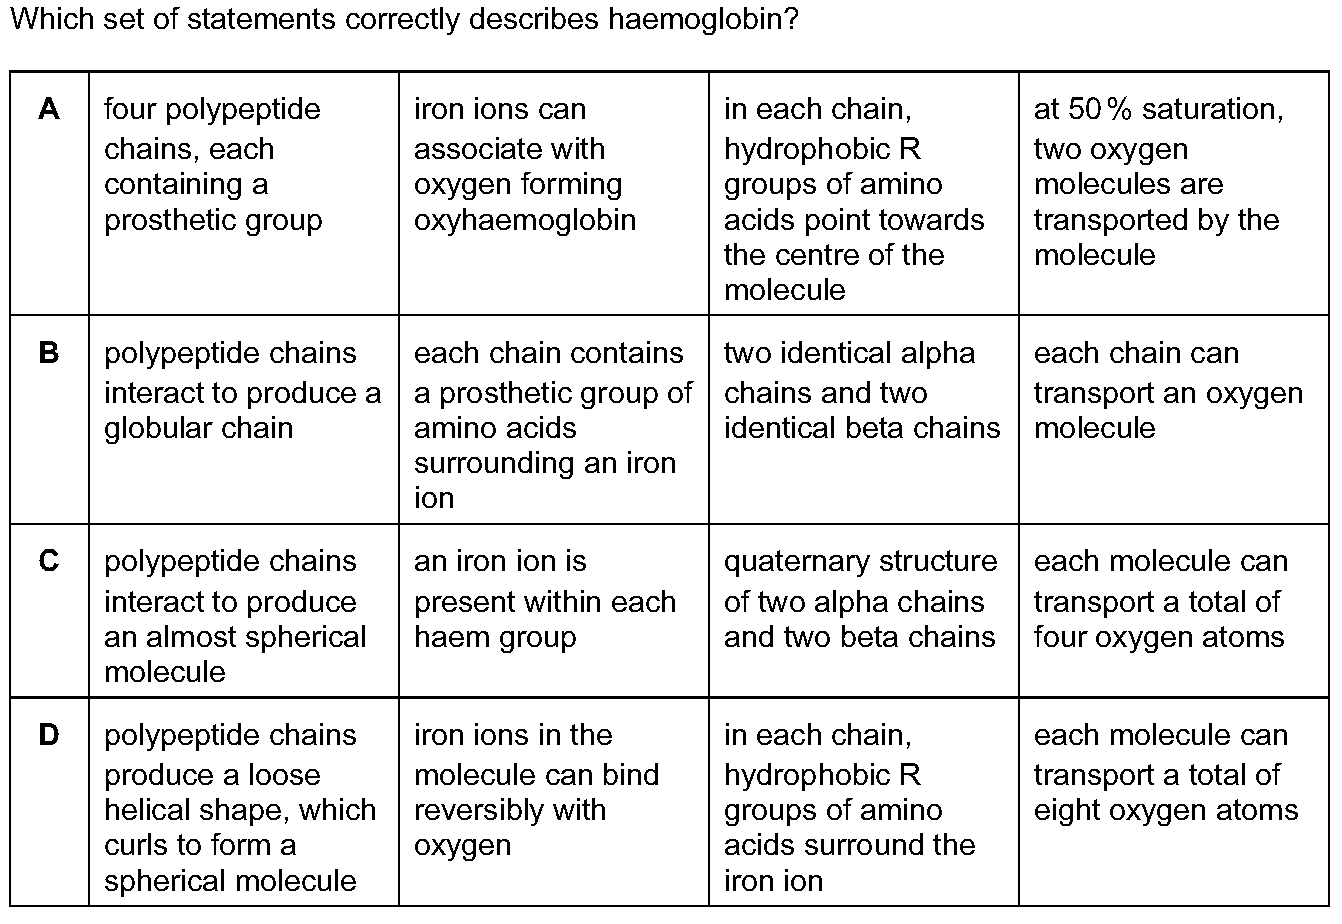 Which set of statements correctly describes haemoglobin?
A
four polypeptide
chains, each
containing a
prosthetic group
iron ions can
associate with
oxygen forming
oxyhaemoglobin
in each chain,
hydrophobic R
groups of amino
acids point towards
the centre of the
molecule
at 50 % saturation,
two oxygen
molecules are
transported by the
molecule
B
polypeptide chains
interact to produce a
globular chain
each chain contains
a prosthetic group of
amino acids
surrounding an iron
ion
two identical alpha
chains and two
identical beta chains
each chain can
transport an oxygen
molecule
C
polypeptide chains
interact to produce
an almost spherical
molecule
an iron ion is
present within each
haem group
quaternary structure
of two alpha chains
and two beta chains
each molecule can
transport a total of
four oxygen atoms
D
polypeptide chains
produce a loose
helical shape, which
curls to form a
spherical molecule
iron ions in the
molecule can bind
reversibly with
oxygen
in each chain,
hydrophobic R
groups of amino
acids surround the
iron ion
each molecule can
transport a total of
eight oxygen atoms